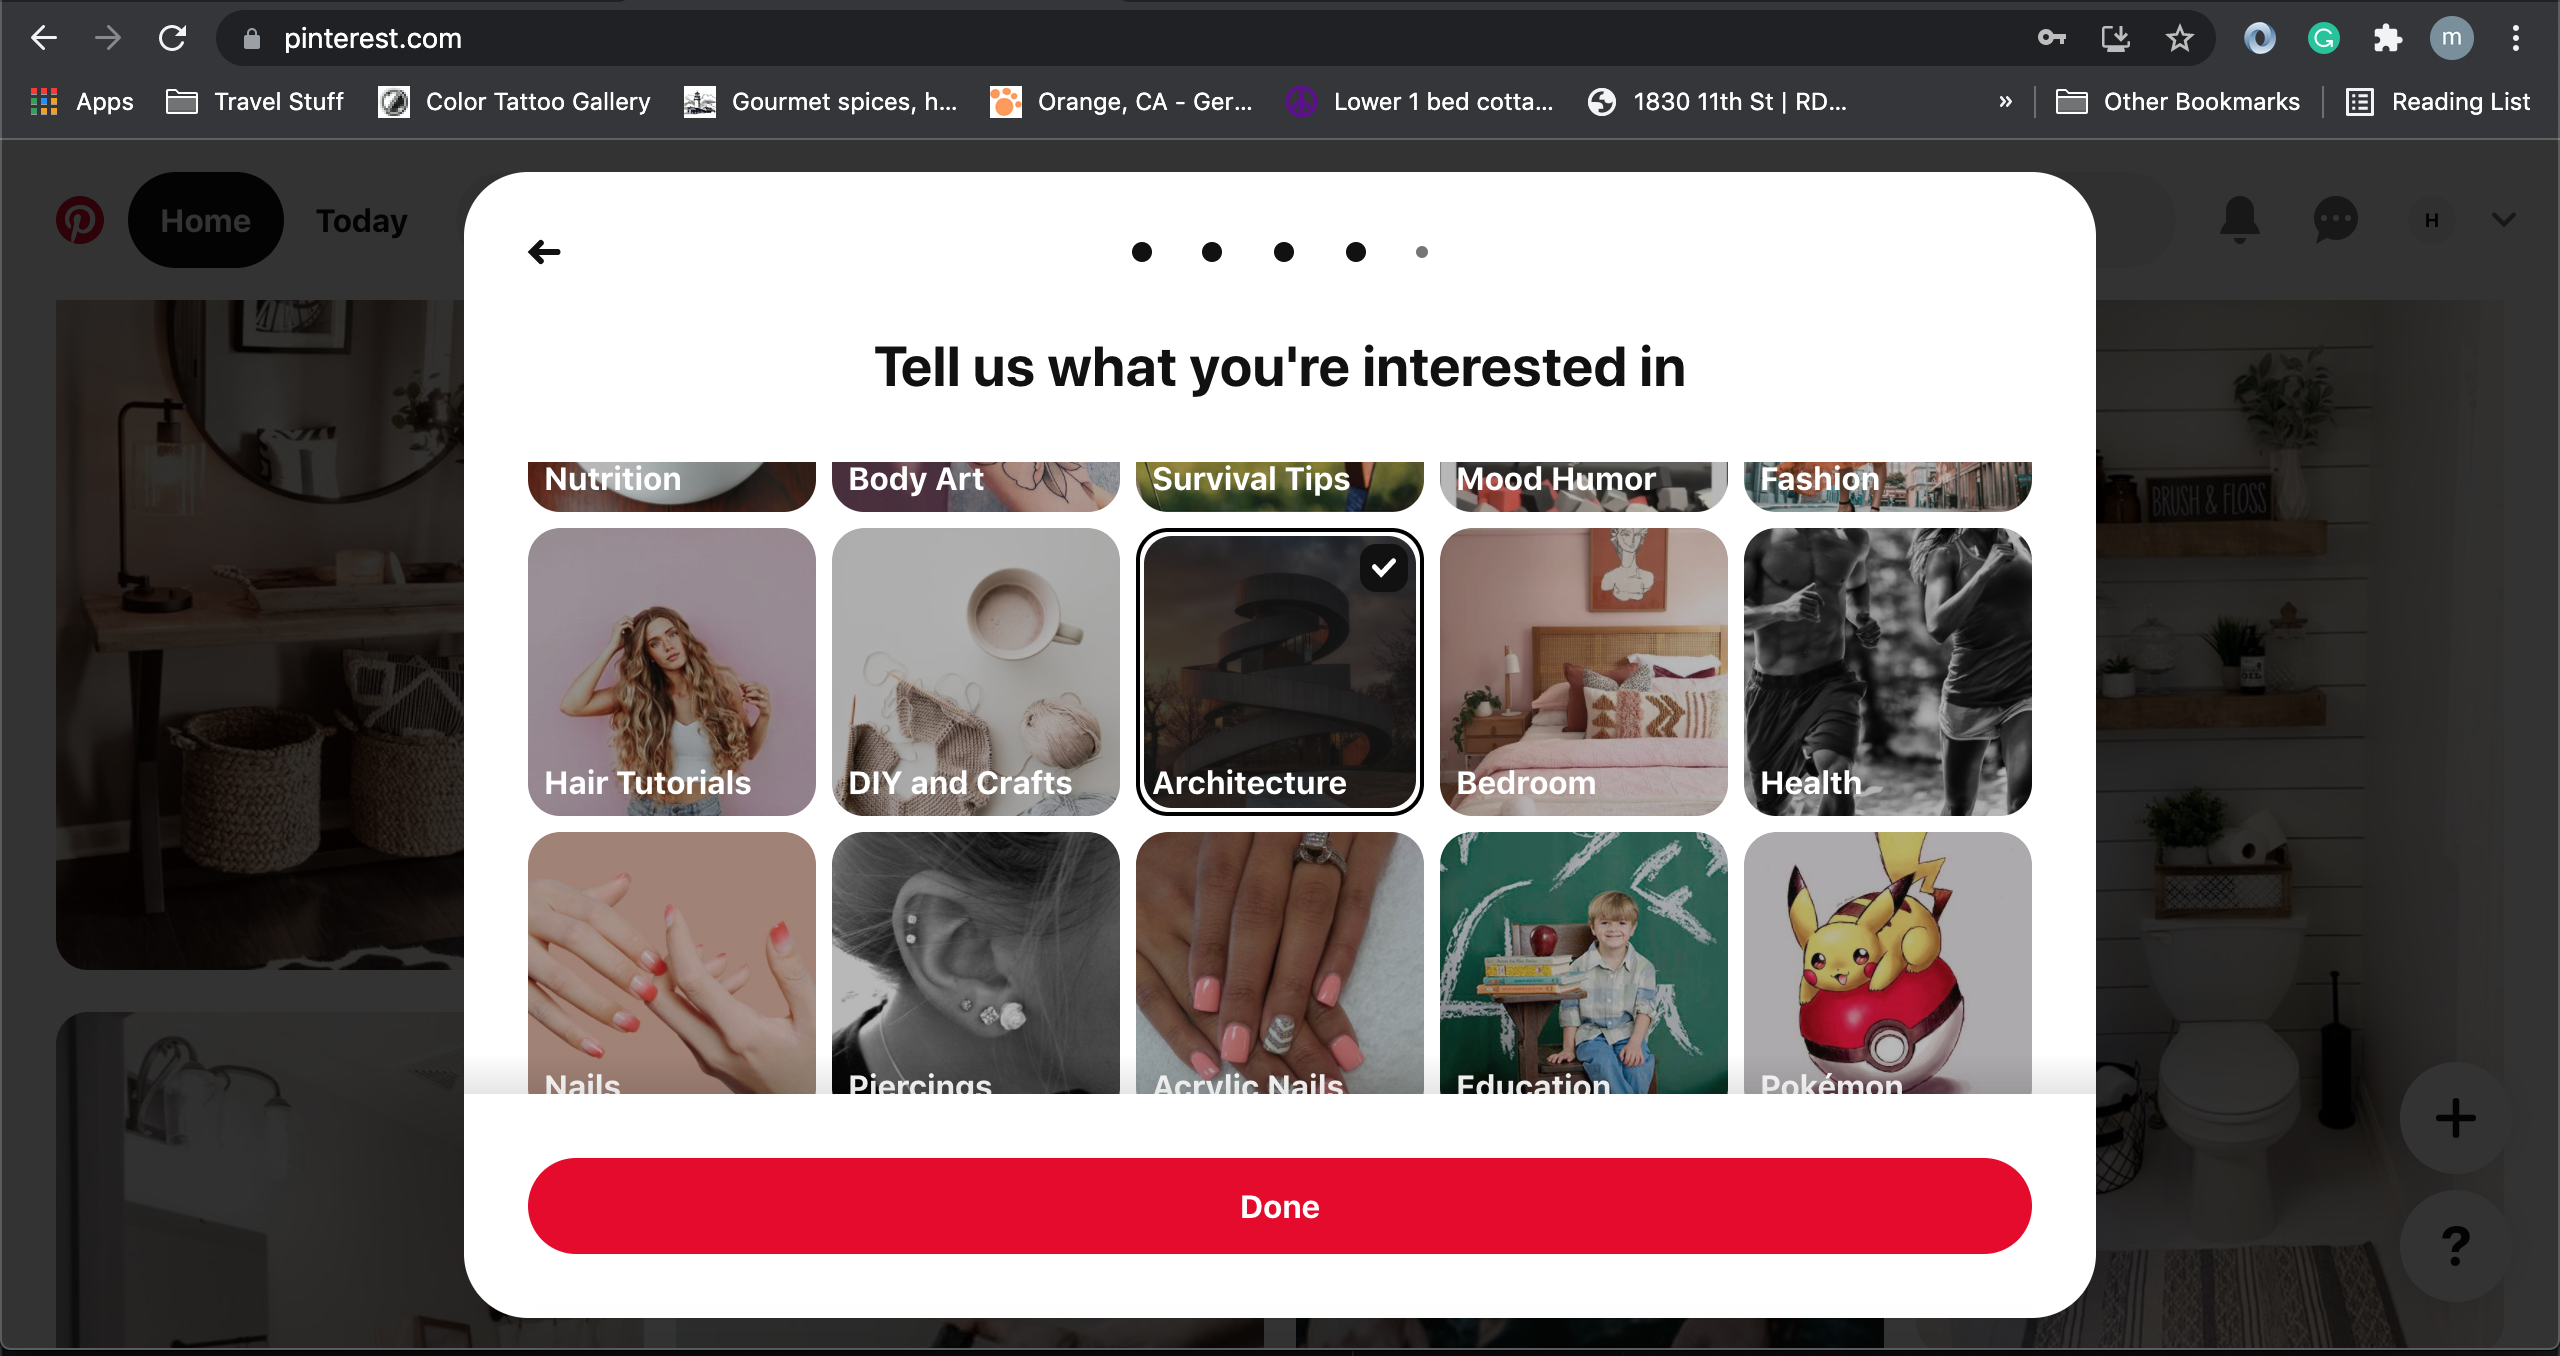 pinterest.com
m
Apps
Travel Stuff
Color Tattoo Gallery
Gourmet spices, h...
Orange, CA - Ger...
Lower 1 bed cotta...
1830 11th St | RD...
»
Other Bookmarks
Reading List
Home
Today
H
Tell us what you're interested in
Nutrition
Body Art
Survival Tips
Mood Humor
Fashion
BRUSH & FLOSS
Hair Tutorials
DIY and Crafts
Architecture
Bedroom
Health
OIL
Nails
Piercings
Acrylic Nails
Education
Pokémon
Done
?